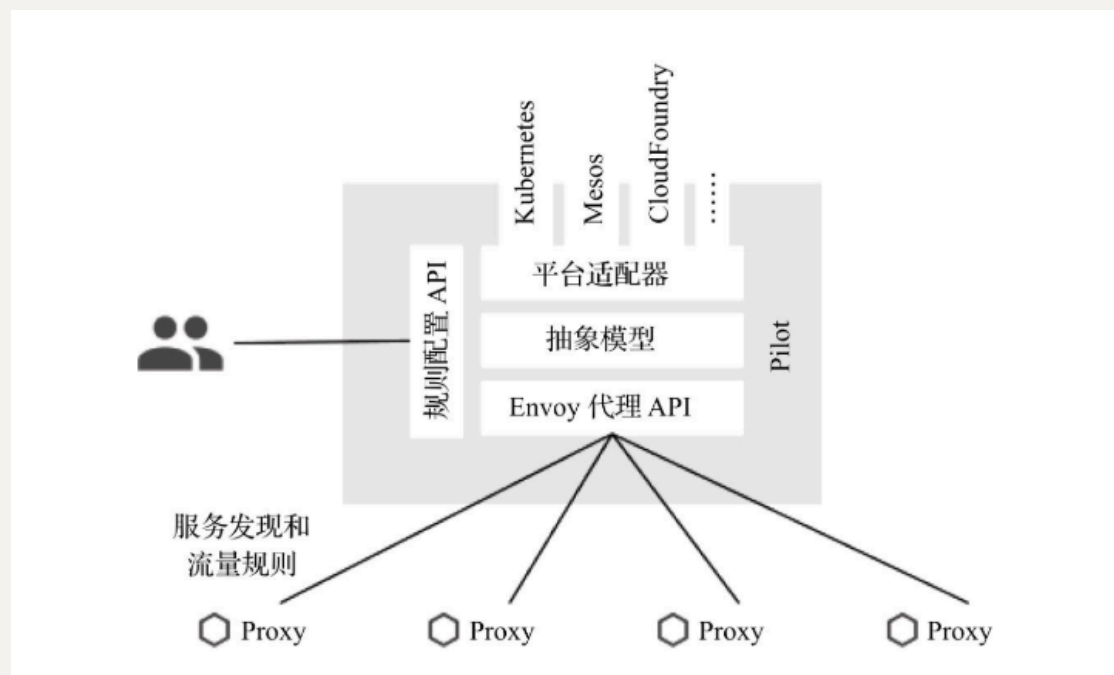 Kubernetes
Mesos
CloudFoundry
……
规则配置 API
平台适配器
抽象模型
Envoy 代理 API
Pilot
服务发现和
流量规则
Proxy
Proxy
Proxy
Proxy